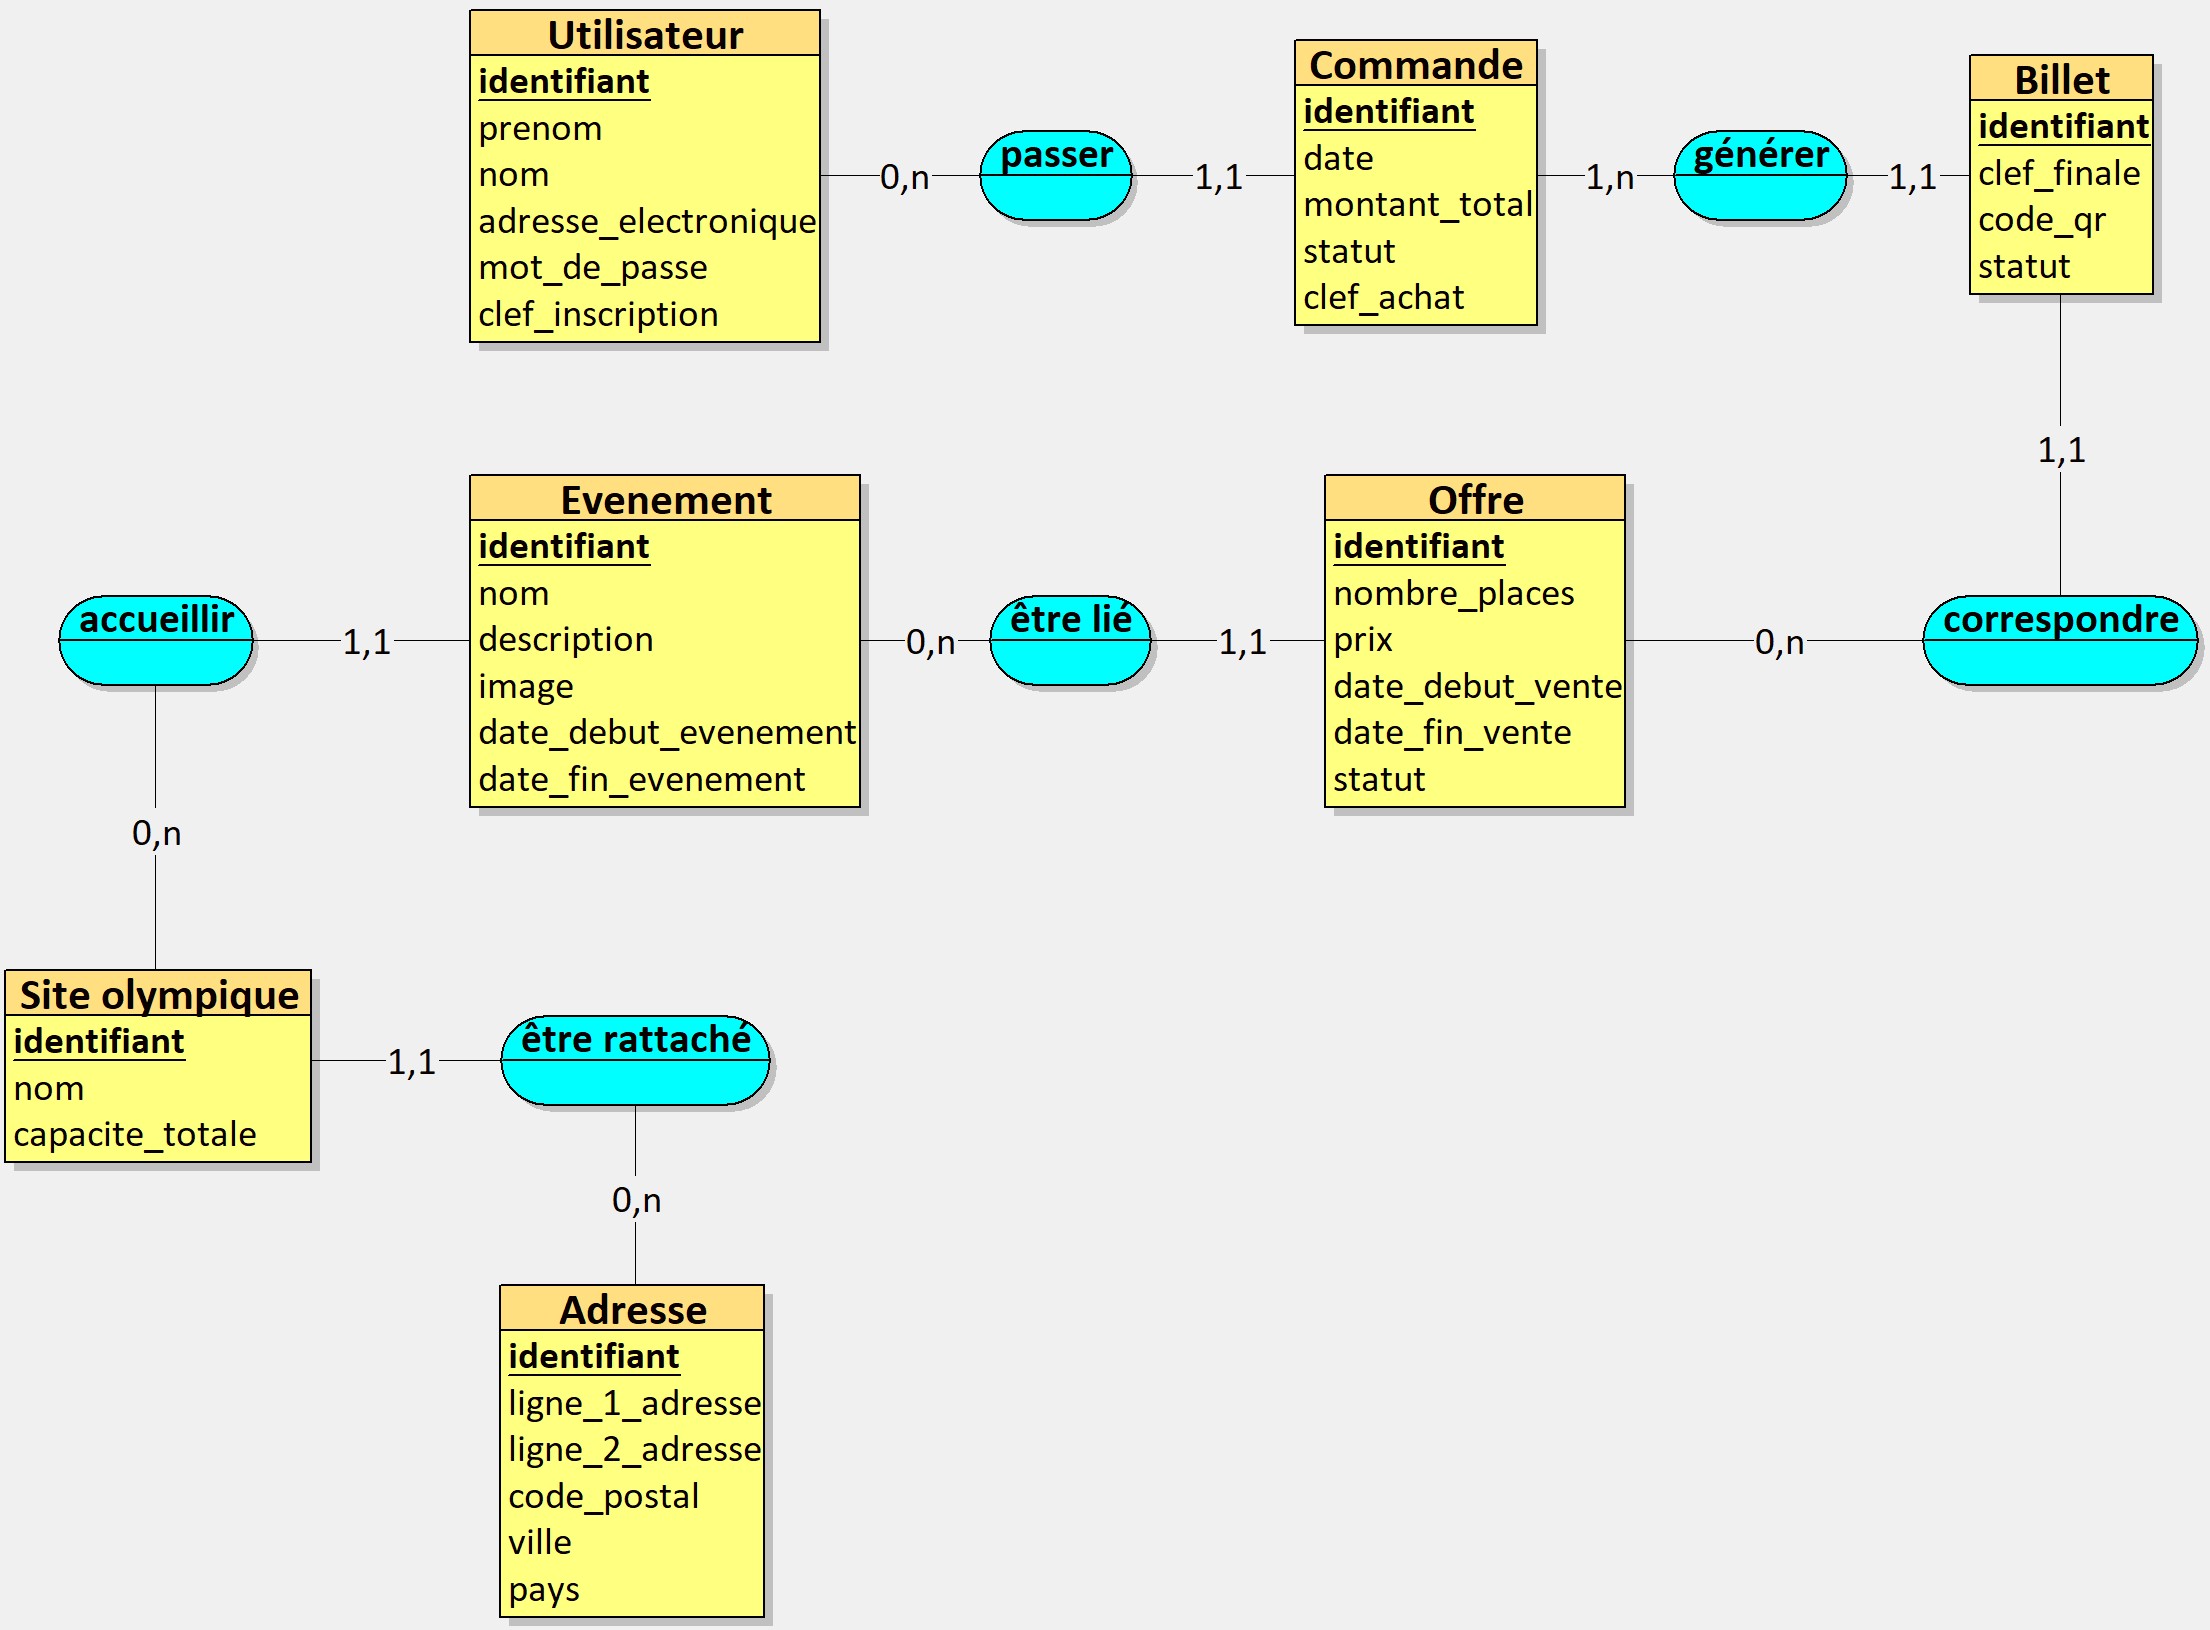 Utilisateur
identifiant
prenom
nom
adresse_electronique
mot_de_passe
clef_inscription
0,n
passer
1,1
Commande
identifiant
date
montant_total
statut
clef_achat
1,n
générer
1,1
Billet
identifiant
clef_finale
code_qr
statut
1,1
accueillir
1,1
Evenement
identifiant
nom
description
image
date_debut_evenement
date_fin_evenement
0,n
être lié
1,1
Offre
identifiant
nombre_places
prix
date_debut_vente
date_fin_vente
statut
0,n
correspondre
0,n
Site olympique
identifiant
nom
capacite_totale
1,1
être rattaché
0,n
Adresse
identifiant
ligne_1_adresse
ligne_2_adresse
code_postal
ville
pays